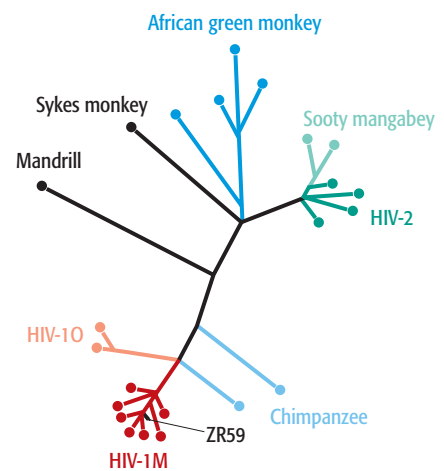 African green monkey
Sykes monkey
Sooty mangabey
Mandrill
HIV-2
HIV-1O
Chimpanzee
ZR59
HIV-1M